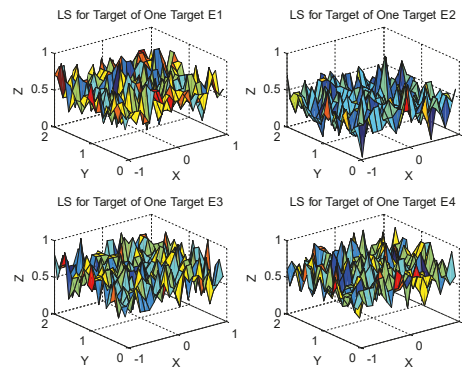 LS for Target of One Target E1
1
0.5
0
Z
2
1
0
Y
-1
0
1
X
LS for Target of One Target E2
1
0.5
0
Z
2
1
0
Y
-1
0
1
X
LS for Target of One Target E3
1
0.5
0
Z
2
1
0
Y
-1
0
1
X
LS for Target of One Target E4
1
0.5
0
Z
2
1
0
Y
-1
0
1
X